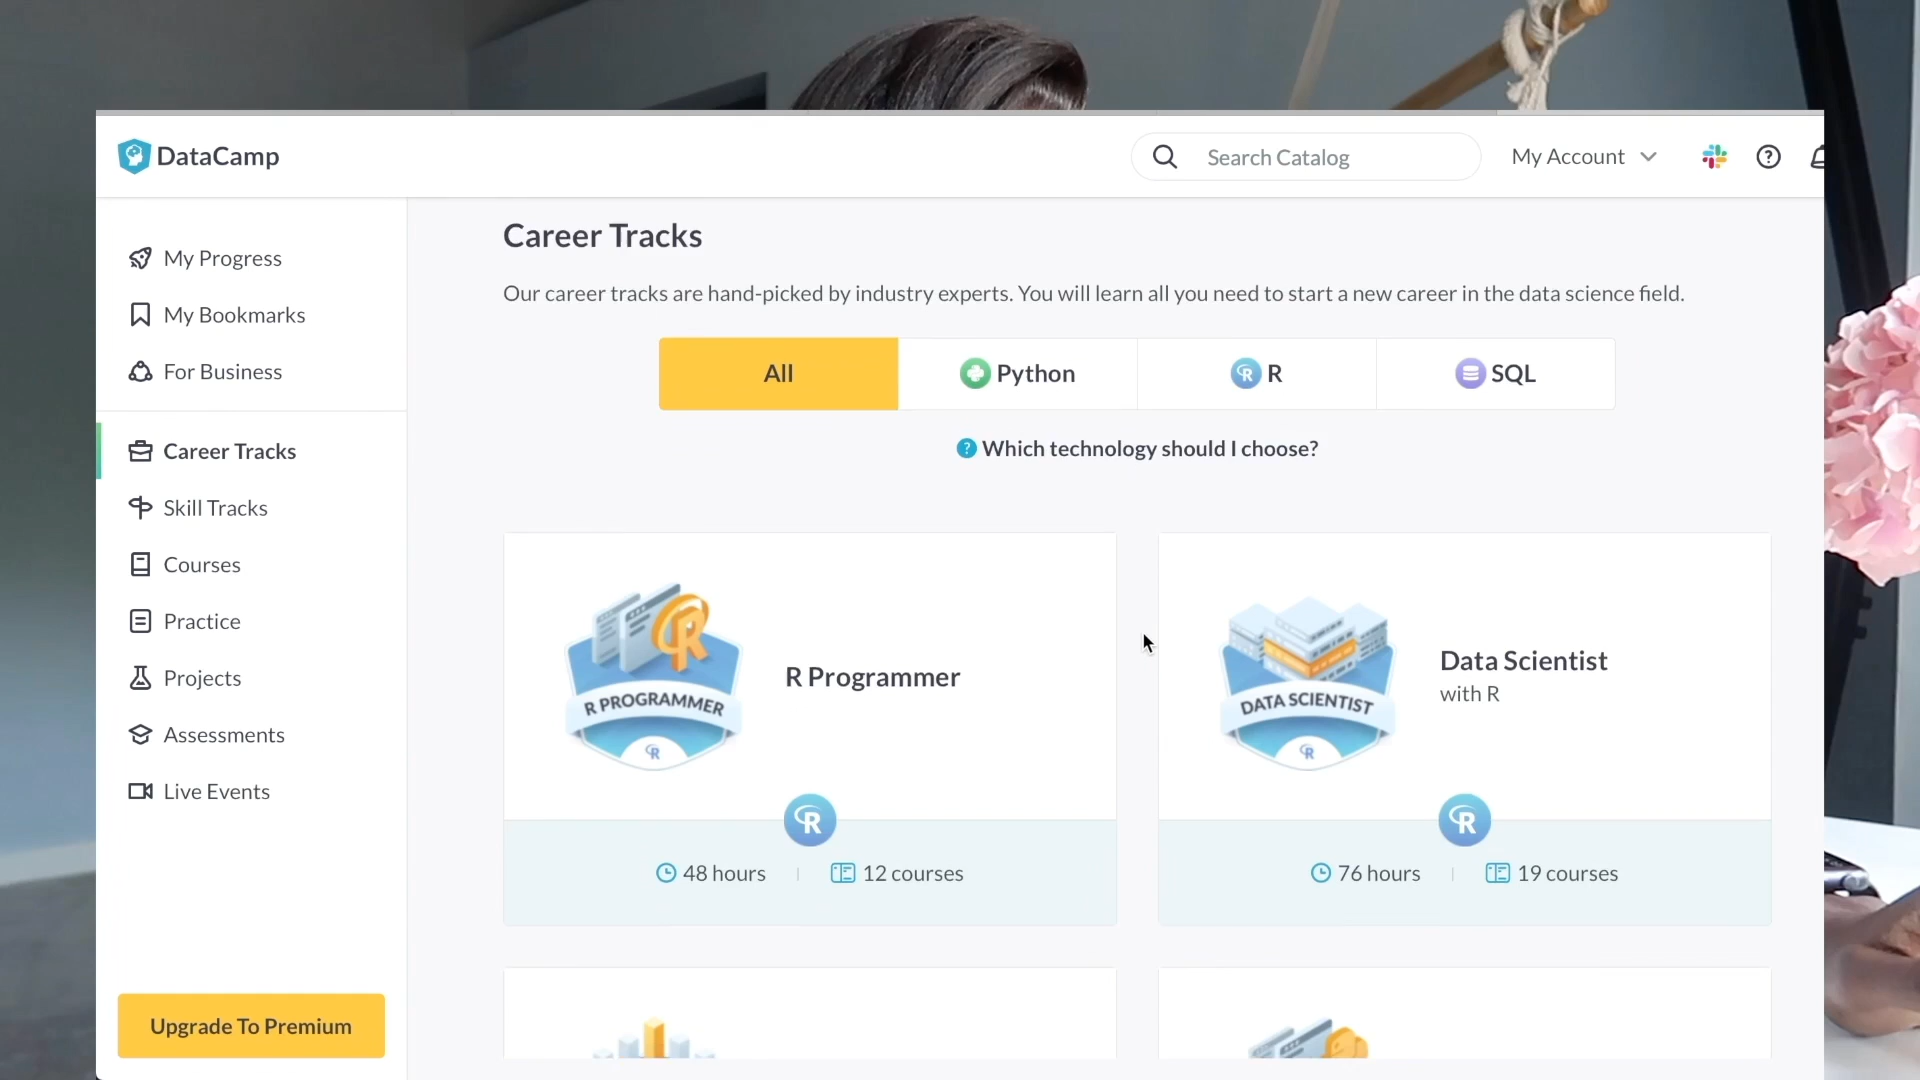 DataCamp
Search Catalog
My Account
My Progress
My Bookmarks
For Business
Career Tracks
Skill Tracks
Courses
Practice
Projects
Assessments
Live Events
Upgrade To Premium
Career Tracks
Our career tracks are hand-picked by industry experts. You will learn all you need to start a new career in the data science field.
All
Python
R
SQL
Which technology should I choose?
R PROGRAMMER
R Programmer
48 hours
12 courses
DATA SCIENTIST
Data Scientist
with R
76 hours
19 courses